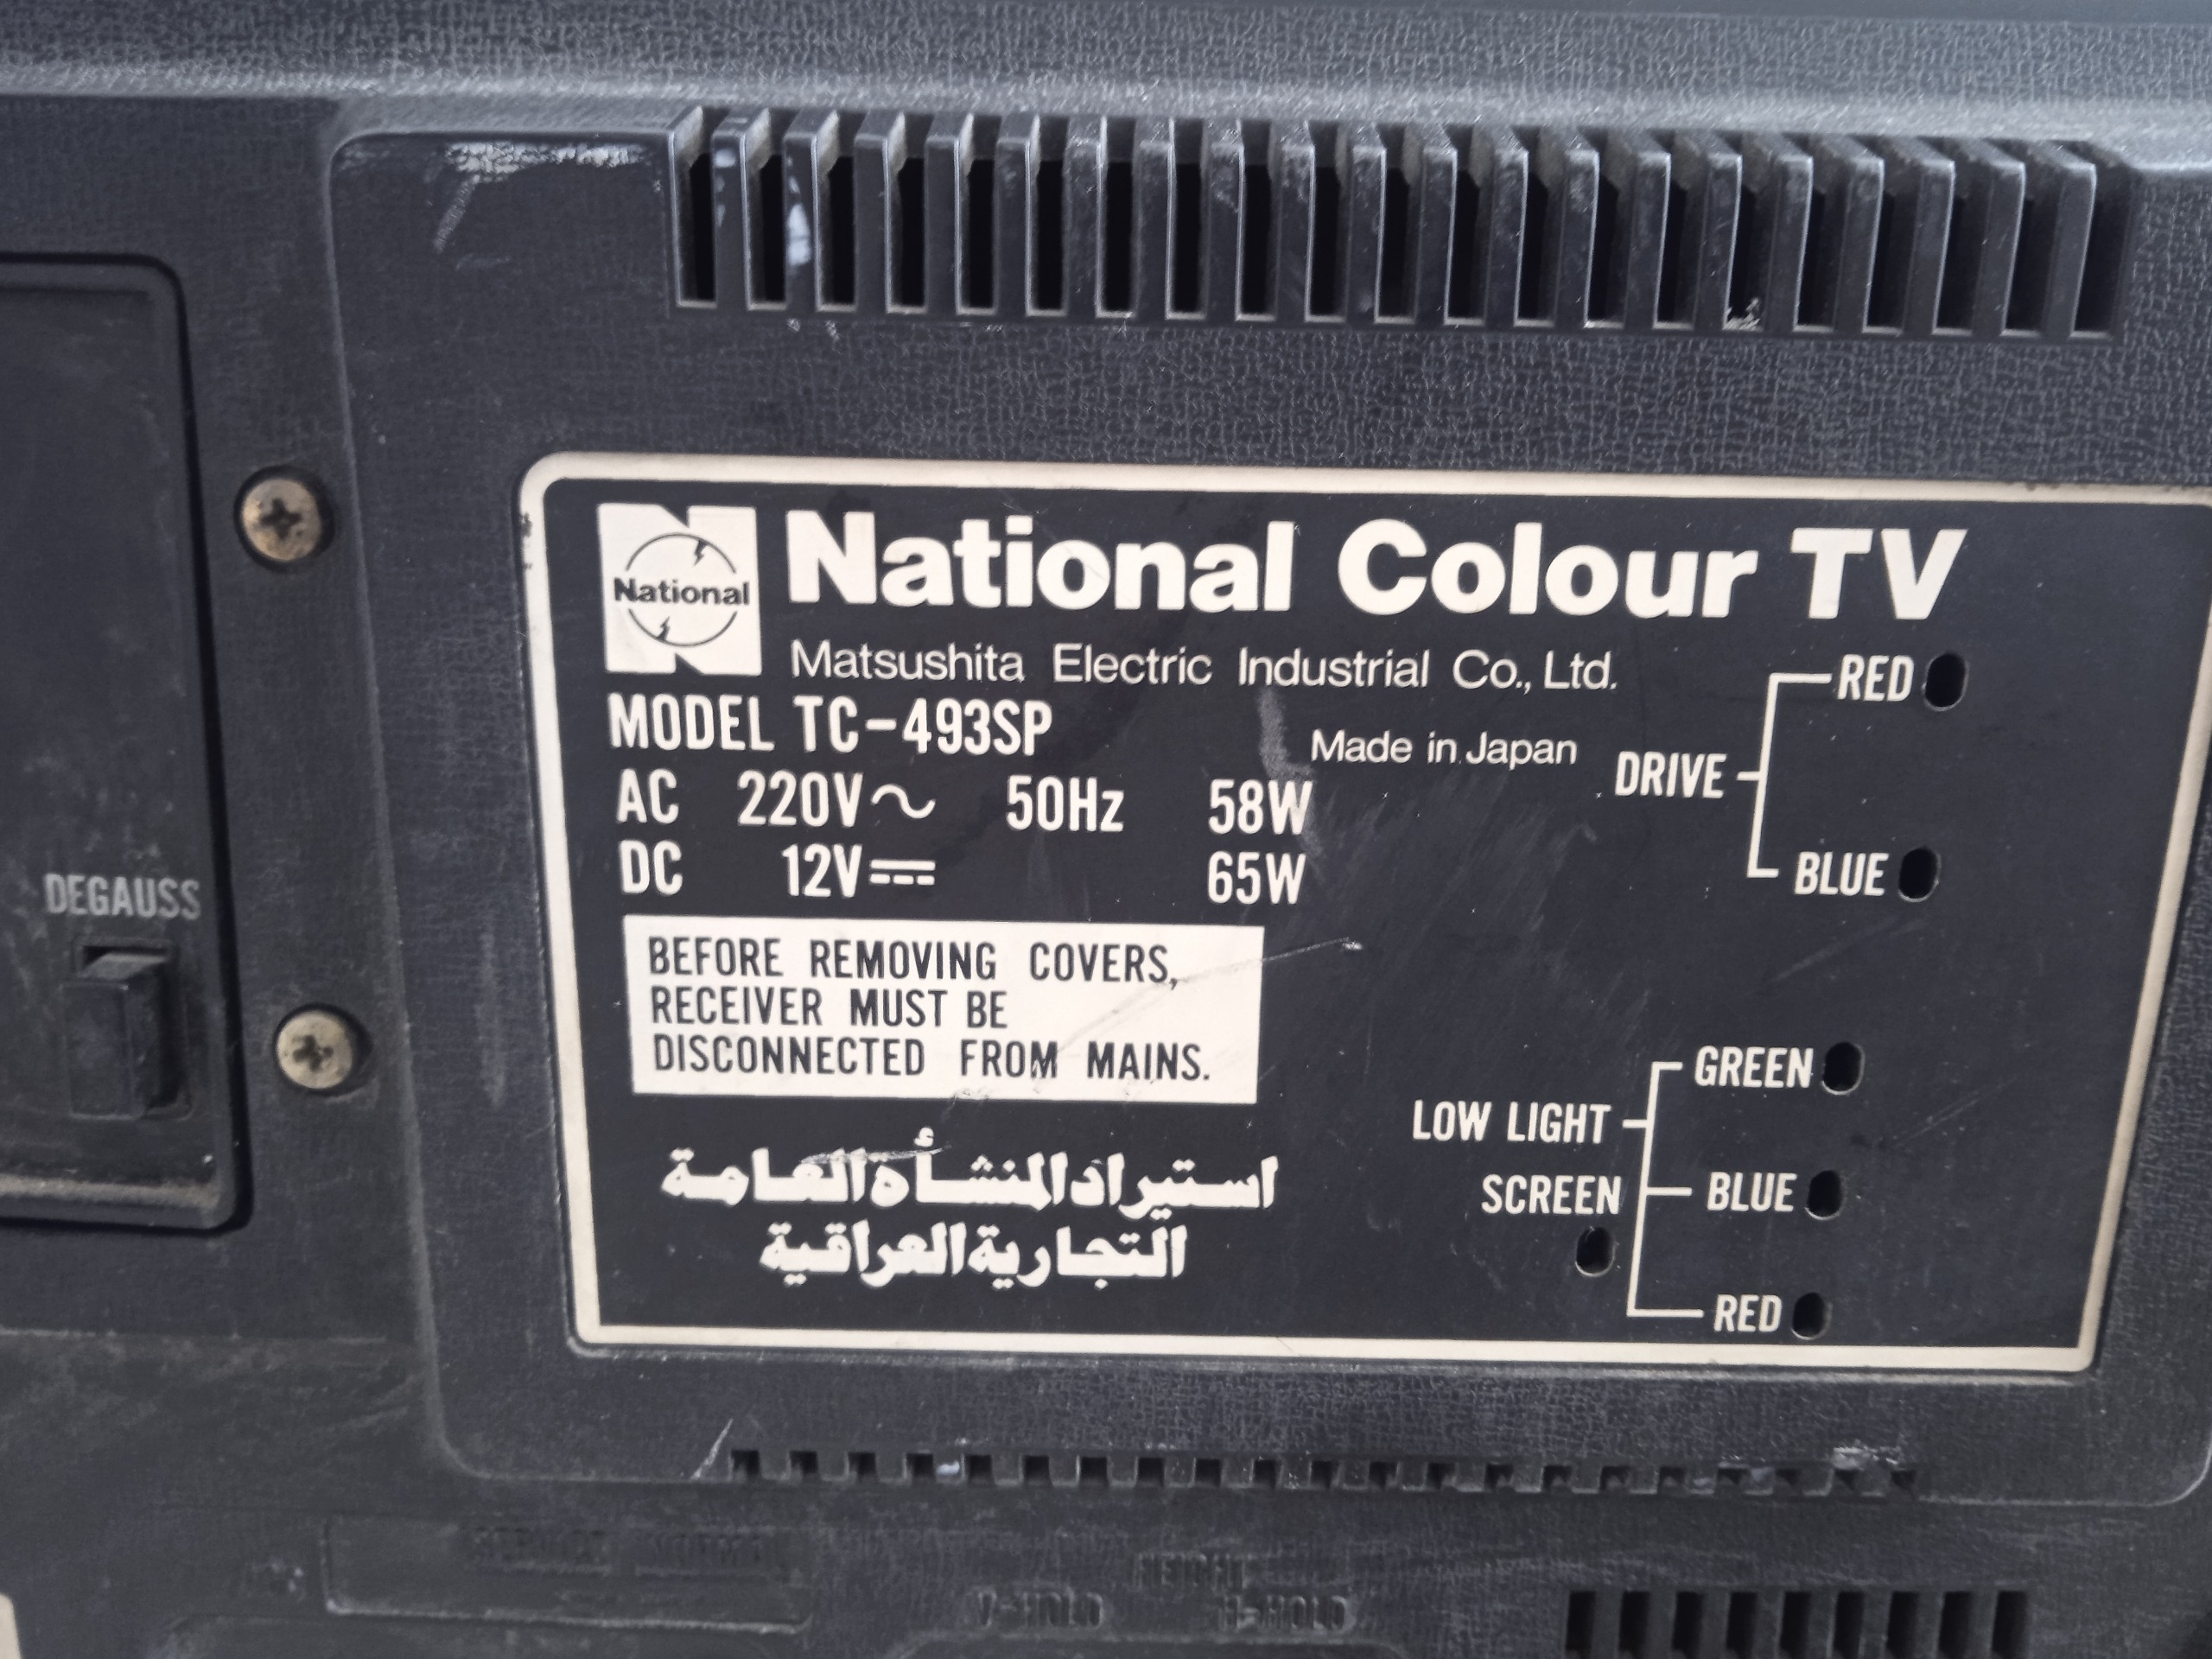 National
National Colour TV
Matsushita Electric Industrial Co., Ltd.
MODEL TC-493SP
Made in Japan
AC 220V~ 50Hz 58W
DC 12V⎓ 65W
BEFORE REMOVING COVERS,
RECEIVER MUST BE
DISCONNECTED FROM MAINS.
استيراد المنشأة العامة
التجارية العراقية
DRIVE
RED
BLUE
LOW LIGHT
GREEN
BLUE
RED
SCREEN
DEGAUSS
HEIGHT
V-HOLD
H-HOLD